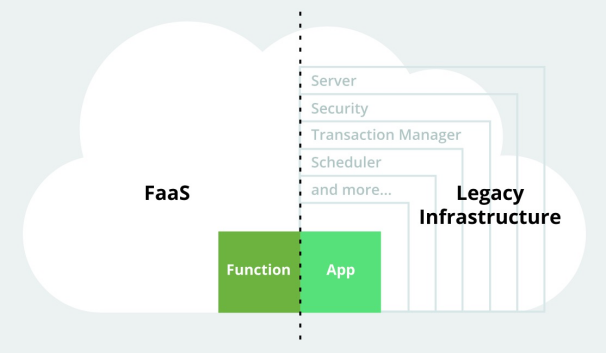 Server
Security
Transaction Manager
Scheduler
and more...
FaaS
Legacy
Infrastructure
Function
App